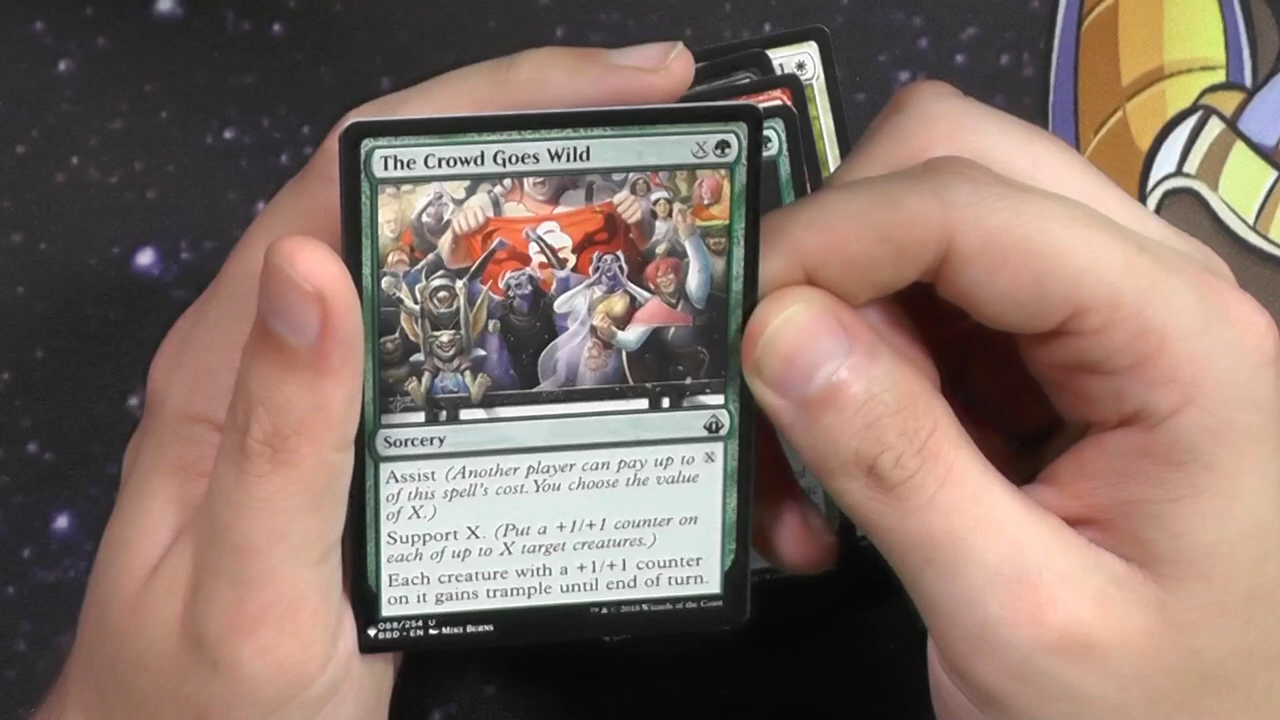 The Crowd Goes Wild X
Sorcery
Assist (Another player can pay up to X
of this spell's cost. You choose the value
of X.)
Support X. (Put a +1/+1 counter on
each of up to X target creatures.)
Each creature with a +1/+1 counter
on it gains trample until end of turn.
™ & © 2018 Wizards of the Coast
068/254 U
BBD • EN Mike Burns
1